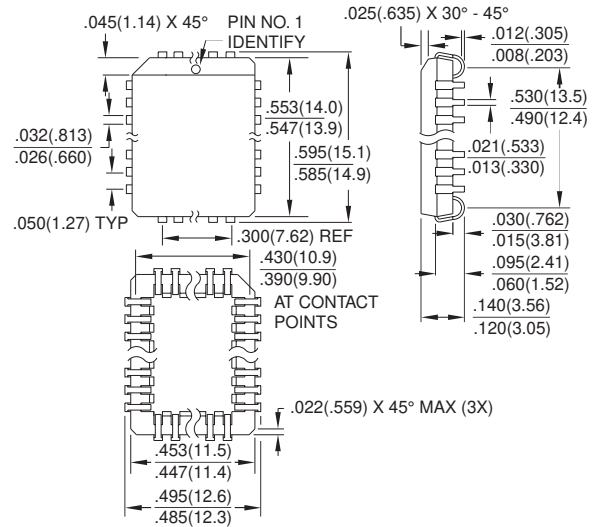 .045(1.14) X 45°
PIN NO. 1
IDENTIFY
.025(.635) X 30° - 45°
.012(.305)
.008(.203)
.553(14.0)
.547(13.9)
.530(13.5)
.490(12.4)
.032(.813)
.026(.660)
.595(15.1)
.585(14.9)
.021(.533)
.013(.330)
.050(1.27) TYP
.300(7.62) REF
.030(.762)
.015(3.81)
.430(10.9)
.390(9.90)
AT CONTACT
POINTS
.095(2.41)
.060(1.52)
.140(3.56)
.120(3.05)
.022(.559) X 45° MAX (3X)
.453(11.5)
.447(11.4)
.495(12.6)
.485(12.3)